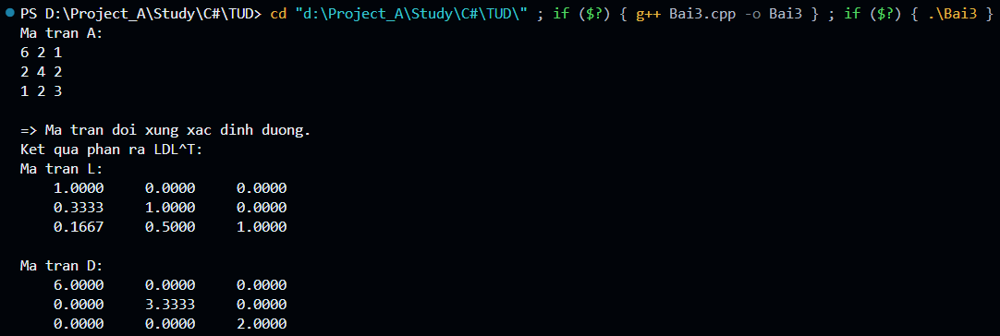 PS D:\Project_A\Study\C#\TUD> cd "d:\Project_A\Study\C#\TUD\" ; if ($?) { g++ Bai3.cpp -o Bai3 } ; if ($?) { .\Bai3 }
Ma tran A:
6 2 1
2 4 2
1 2 3
=> Ma tran doi xung xac dinh duong.
Ket qua phan ra LDL^T:
Ma tran L:
1.0000 0.0000 0.0000
0.3333 1.0000 0.0000
0.1667 0.5000 1.0000
Ma tran D:
6.0000 0.0000 0.0000
0.0000 3.3333 0.0000
0.0000 0.0000 2.0000